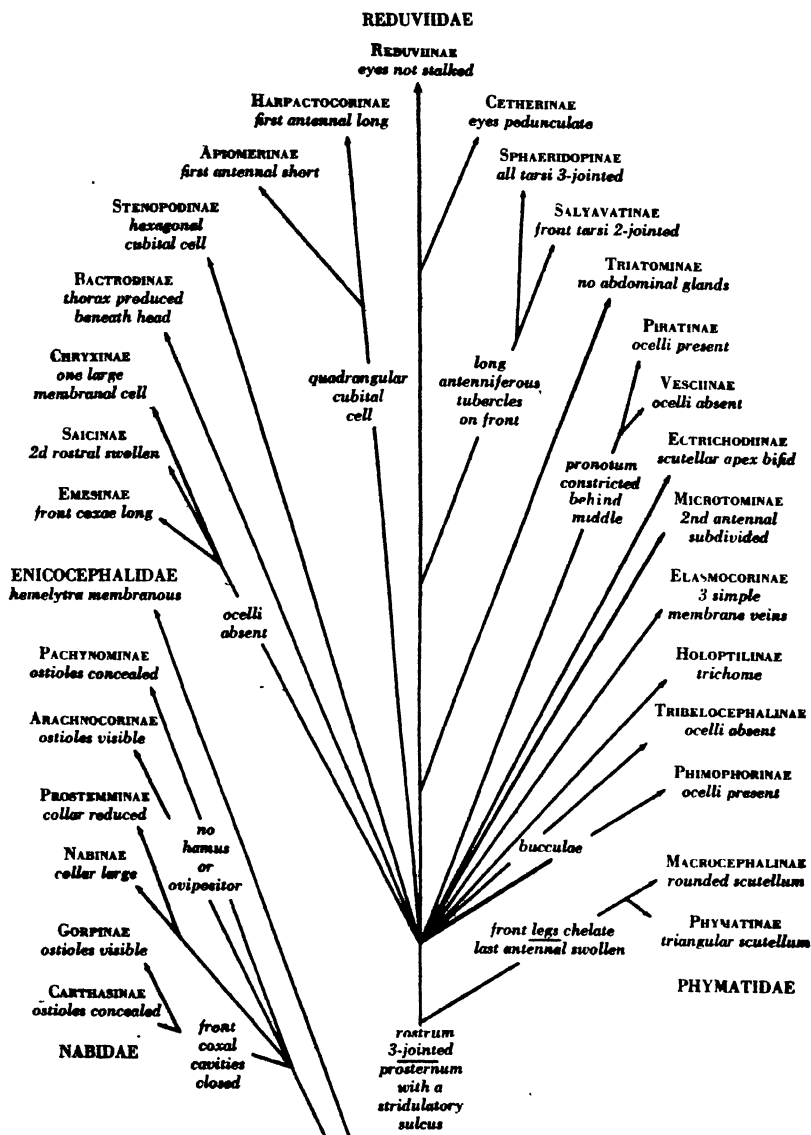 REDUVIIDAE
REDUVIINAE
eyes not stalked
HARPACTOCORINAE
first antennal long
CETHERINAE
eyes pedunculate
APIOMERINAE
first antennal short
SPHAERIDOPINAE
all tarsi 3-jointed
STENOPODINAE
hexagonal
cubital cell
SALYAVATINAE
front tarsi 2-jointed
BACTRODINAE
thorax produced
beneath head
TRIATOMINAE
no abdominal glands
CHRYXINAE
one large
membranal cell
quadrangular
cubital
cell
long
antenniferous
tubercles
on front
PIRATINAE
ocelli present
VESCIINAE
ocelli absent
SAICINAE
2d rostral swollen
pronotum
constricted
behind
middle
ECTRICHODIINAE
scutellar apex bifid
EMESINAE
front coxae long
MICROTOMINAE
2nd antennal
subdivided
ENICOCEPHALIDAE
hemelytra membranous
ocelli
absent
ELASMOCORINAE
3 simple
membrane veins
PACHYNOMINAE
ostioles concealed
HOLOPTILINAE
trichome
ARACHNOCORINAE
ostioles visible
TRIBELOCEPHALINAE
ocelli absent
PROSTEMMINAE
collar reduced
no
hamus
or
ovipositor
PHIMOPHORINAE
ocelli present
bucculae
NABINAE
collar large
MACROCEPHALINAE
rounded scutellum
GORPINAE
ostioles visible
front legs chelate
last antennal swollen
PHYMATINAE
triangular scutellum
CARTHASINAE
ostioles concealed
PHYMATIDAE
NABIDAE
front
coxal
cavities
closed
rostrum
3-jointed
prosternum
with a
stridulatory
sulcus